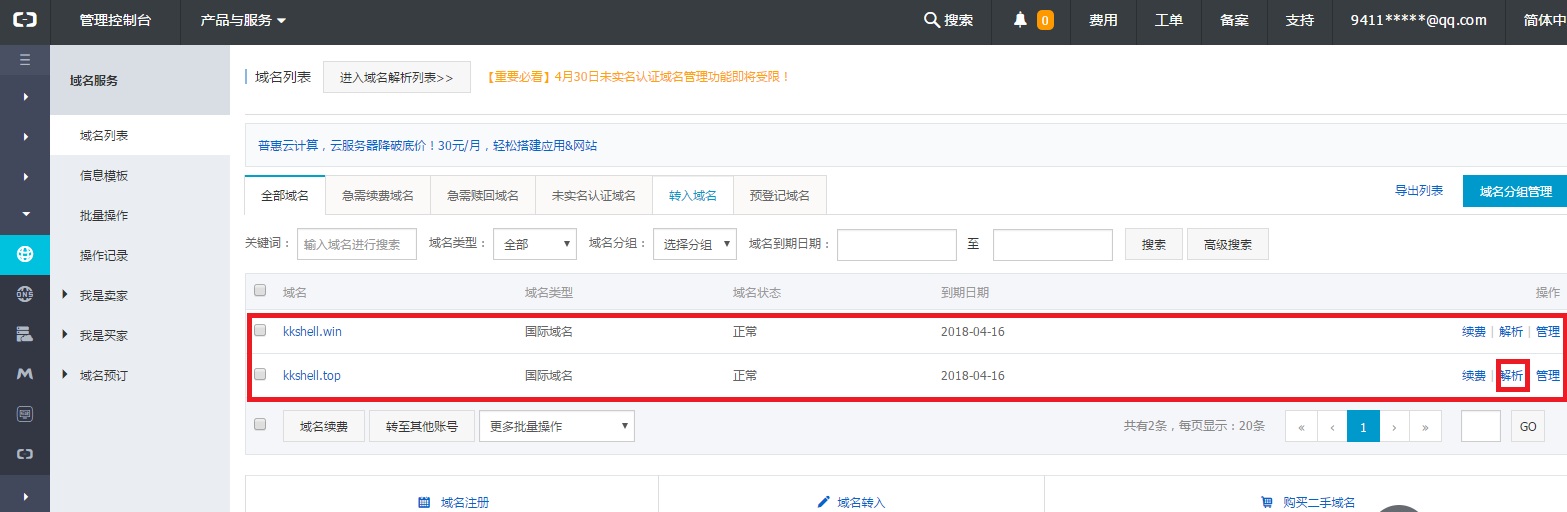 管理控制台 产品与服务 搜索 0 费用 工单 备案 支持 9411*****@qq.com 简体中
域名服务
域名列表 进入域名解析列表>> 【重要必看】4月30日未实名认证域名管理功能即将受限！
域名列表
普惠云计算，云服务器降破底价！30元/月，轻松搭建应用&网站
信息模板
全部域名 急需续费域名 急需赎回域名 未实名认证域名 转入域名 预登记域名 导出列表 域名分组管理
批量操作
关键词： 输入域名进行搜索 域名类型： 全部 域名分组： 选择分组 域名到期日期： 至 搜索 高级搜索
操作记录
我是卖家
域名 域名类型 域名状态 到期日期 操作
DNS
我是买家
kkshell.win 国际域名 正常 2018-04-16 续费 | 解析 | 管理
域名预订
kkshell.top 国际域名 正常 2018-04-16 续费 | 解析 管理
域名续费 转至其他账号 更多批量操作 共有2条，每页显示：20条 « ‹ 1 › » GO
域名注册 域名转入 购买二手域名